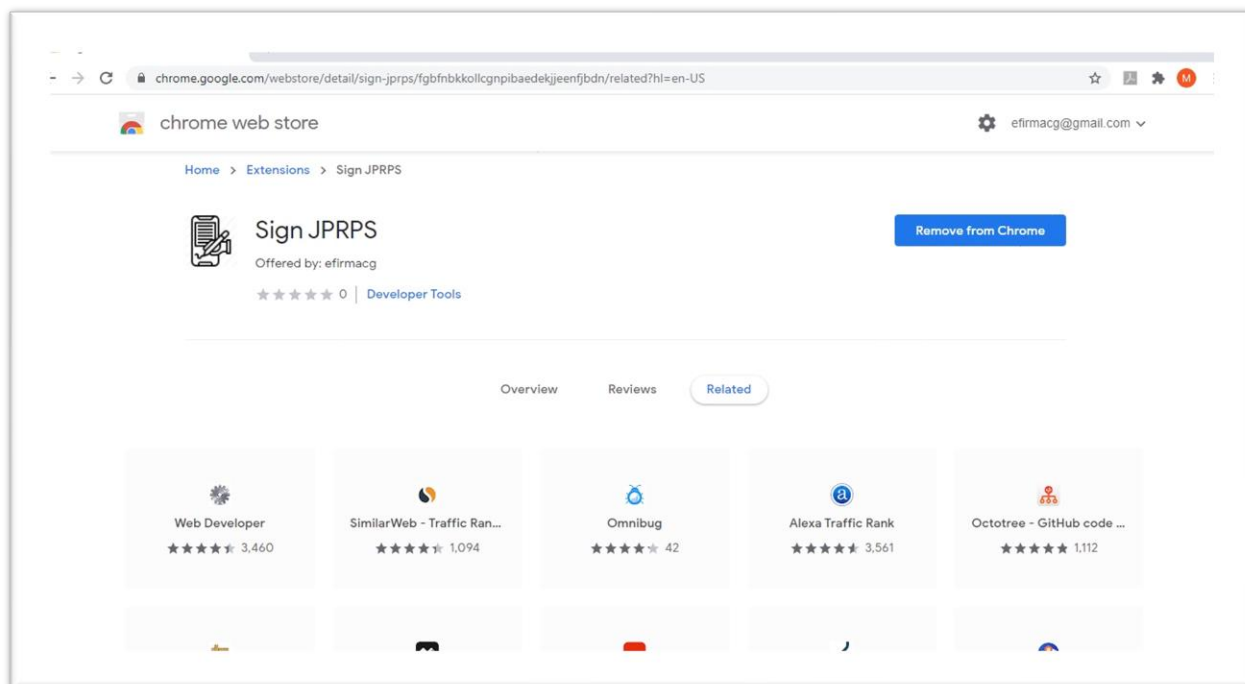 chrome.google.com/webstore/detail/sign-jprps/fgbfnbkkollcgnpibaedekjjeenfjbdn/related?hl=en-US
M
chrome web store
efirmacg@gmail.com
Home > Extensions > Sign JPRPS
Sign JPRPS
Remove from Chrome
Offered by: efirmacg
0 | Developer Tools
Overview Reviews Related
Web Developer SimilarWeb - Traffic Ran... Omnibug Alexa Traffic Rank Octotree - GitHub code ...
3,460 1,094 42 3,561 1,112